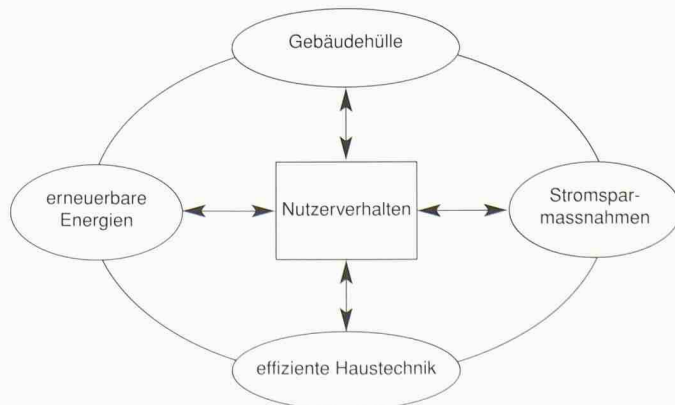 Gebäudehülle
erneuerbare
Energien
Nutzerverhalten
Stromspar-
massnahmen
effiziente Haustechnik